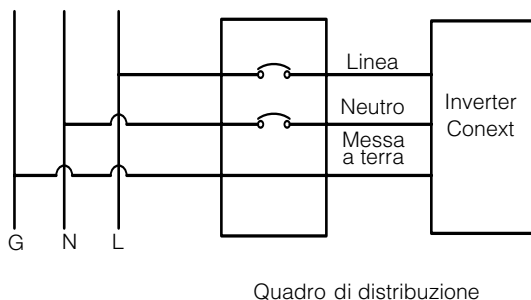 Linea
Neutro
Messa
a terra
Inverter
Conext
G N L
Quadro di distribuzione